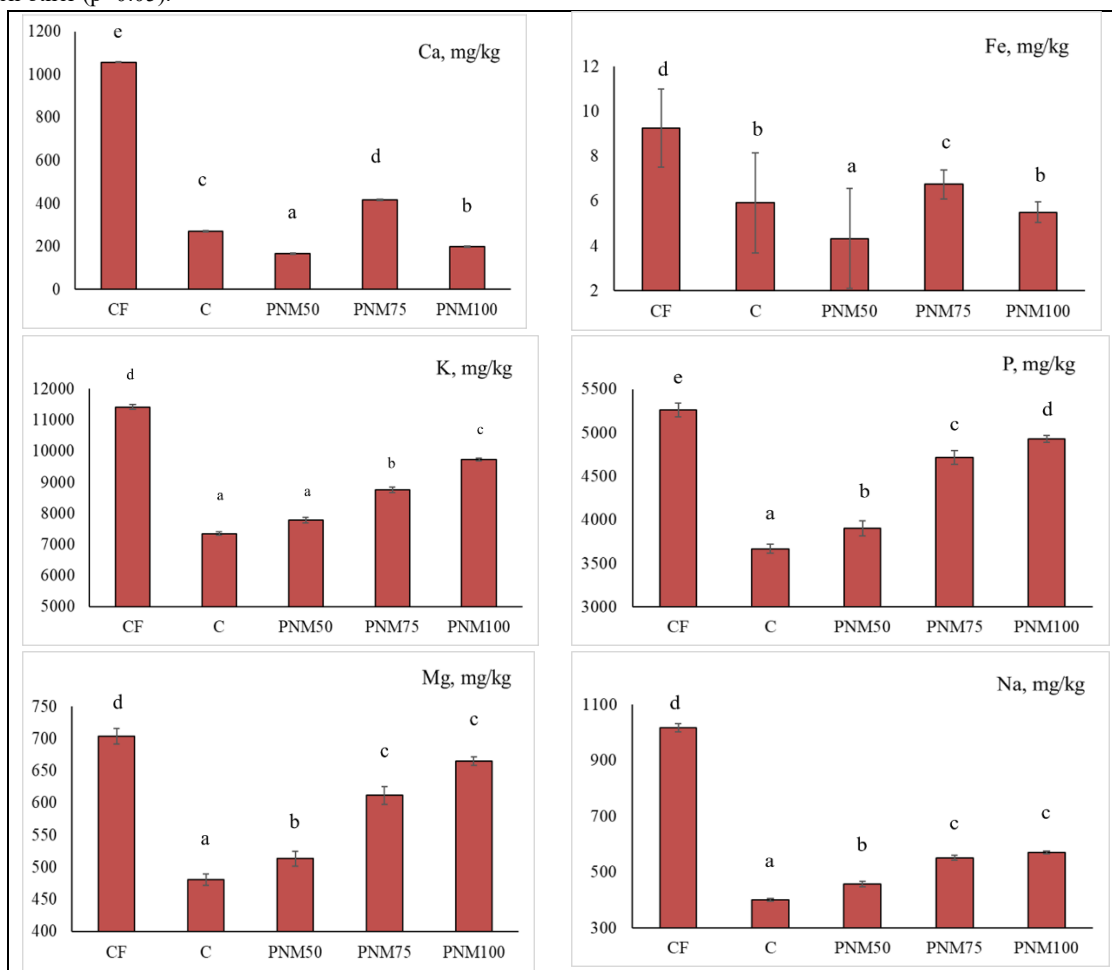 (p 0.05).
Ca, mg/kg
1200
1000
800
600
400
200
0
e
c
a
d
b
CF C PNM50 PNM75 PNM100
Fe, mg/kg
12
10
8
6
4
2
d
b
a
c
b
CF C PNM50 PNM75 PNM100
K, mg/kg
12000
11000
10000
9000
8000
7000
6000
5000
d
a
a
b
c
CF C PNM50 PNM75 PNM100
P, mg/kg
5500
5000
4500
4000
3500
3000
e
a
b
c
d
CF C PNM50 PNM75 PNM100
Mg, mg/kg
750
700
650
600
550
500
450
400
d
a
b
c
c
CF C PNM50 PNM75 PNM100
Na, mg/kg
1100
900
700
500
300
d
a
b
c
c
CF C PNM50 PNM75 PNM100